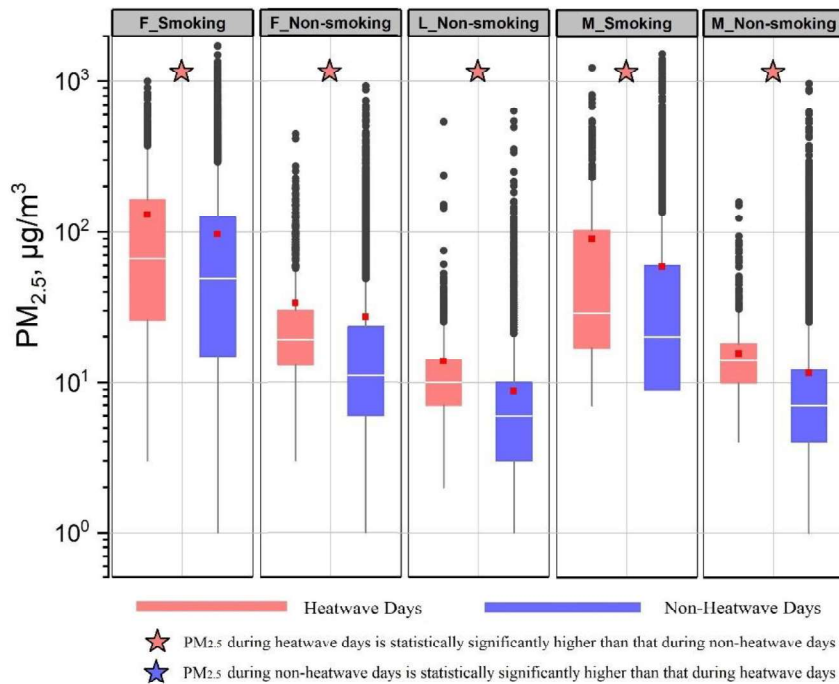 F_Smoking F_Non-smoking L_Non-smoking M_Smoking M_Non-smoking
10³
10²
10¹
10⁰
PM₂.₅, µg/m³
Heatwave Days Non-Heatwave Days
PM₂.₅ during heatwave days is statistically significantly higher than that during non-heatwave days
PM₂.₅ during non-heatwave days is statistically significantly higher than that during heatwave days